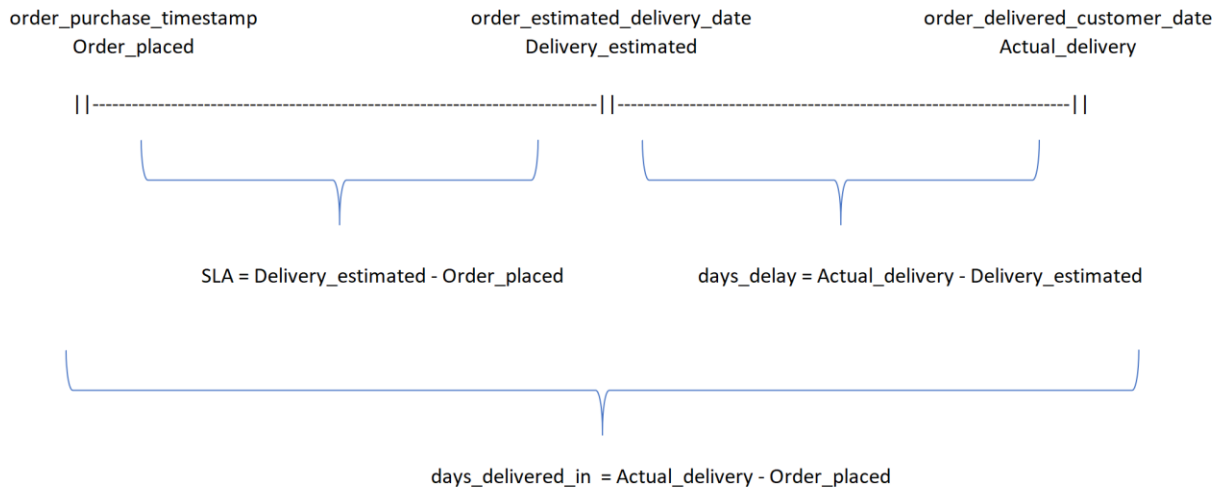 order_purchase_timestamp
Order_placed
order_estimated_delivery_date
Delivery_estimated
order_delivered_customer_date
Actual_delivery
||-----------------------------------------------------------------------------||---------------------------------------------------------------------||
SLA = Delivery_estimated - Order_placed
days_delay = Actual_delivery - Delivery_estimated
days_delivered_in  = Actual_delivery - Order_placed